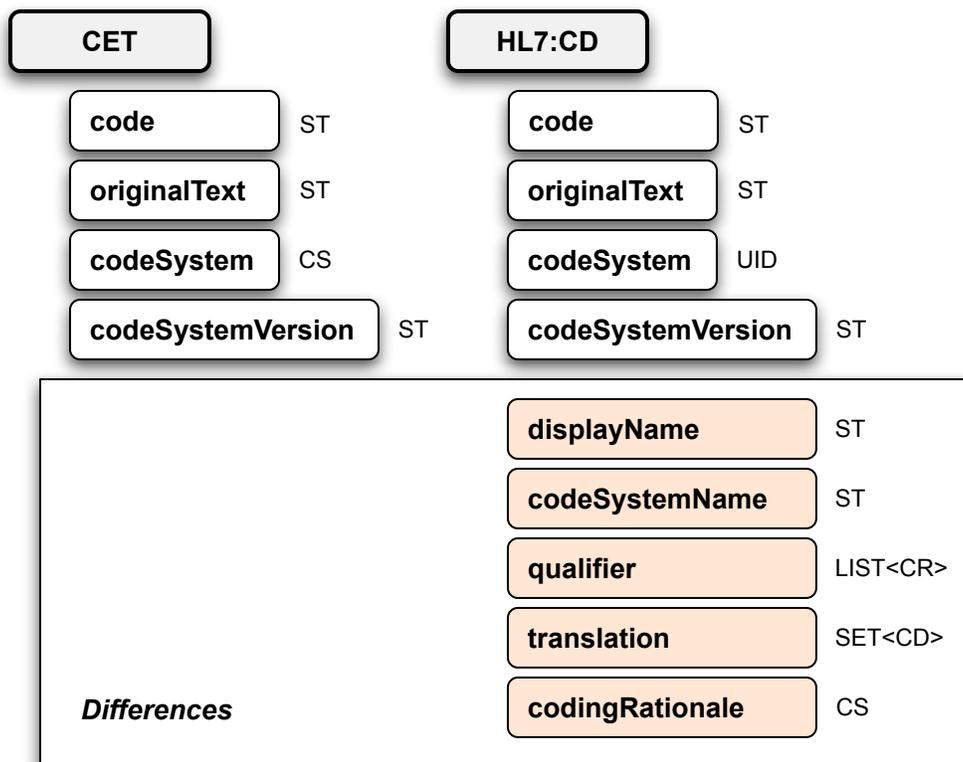 CET HL7:CD
code ST code ST
originalText ST originalText ST
codeSystem CS codeSystem UID
codeSystemVersion ST codeSystemVersion ST
displayName ST
codeSystemName ST
qualifier LIST<CR>
translation SET<CD>
Differences codingRationale CS